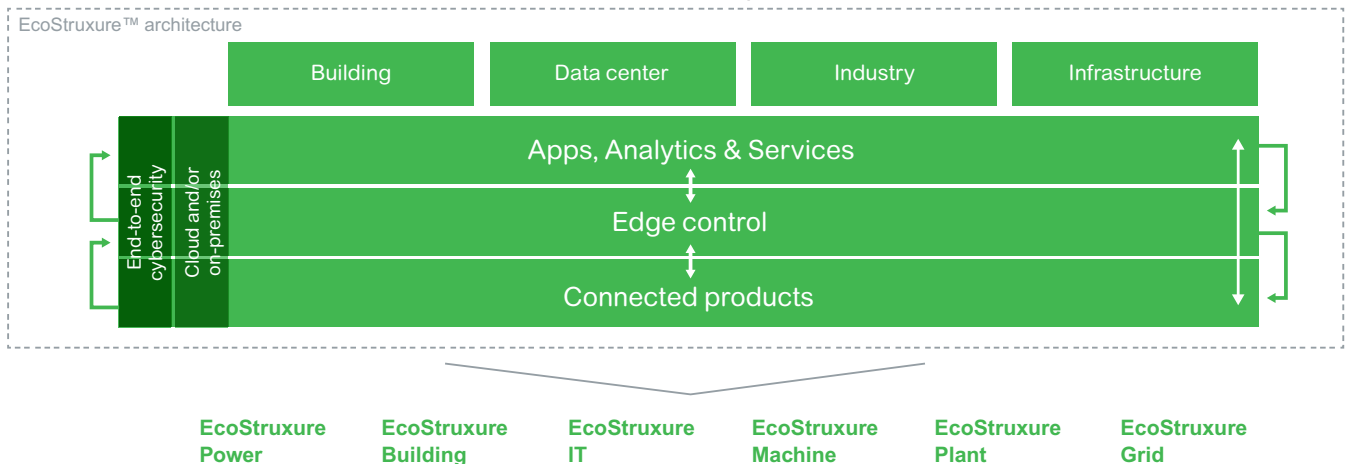 EcoStruxure™ architecture
Building
Data center
Industry
Infrastructure
End-to-end
cybersecurity
Cloud and/or
on-premises
Apps, Analytics & Services
Edge control
Connected products
EcoStruxure
Power
EcoStruxure
Building
EcoStruxure
IT
EcoStruxure
Machine
EcoStruxure
Plant
EcoStruxure
Grid